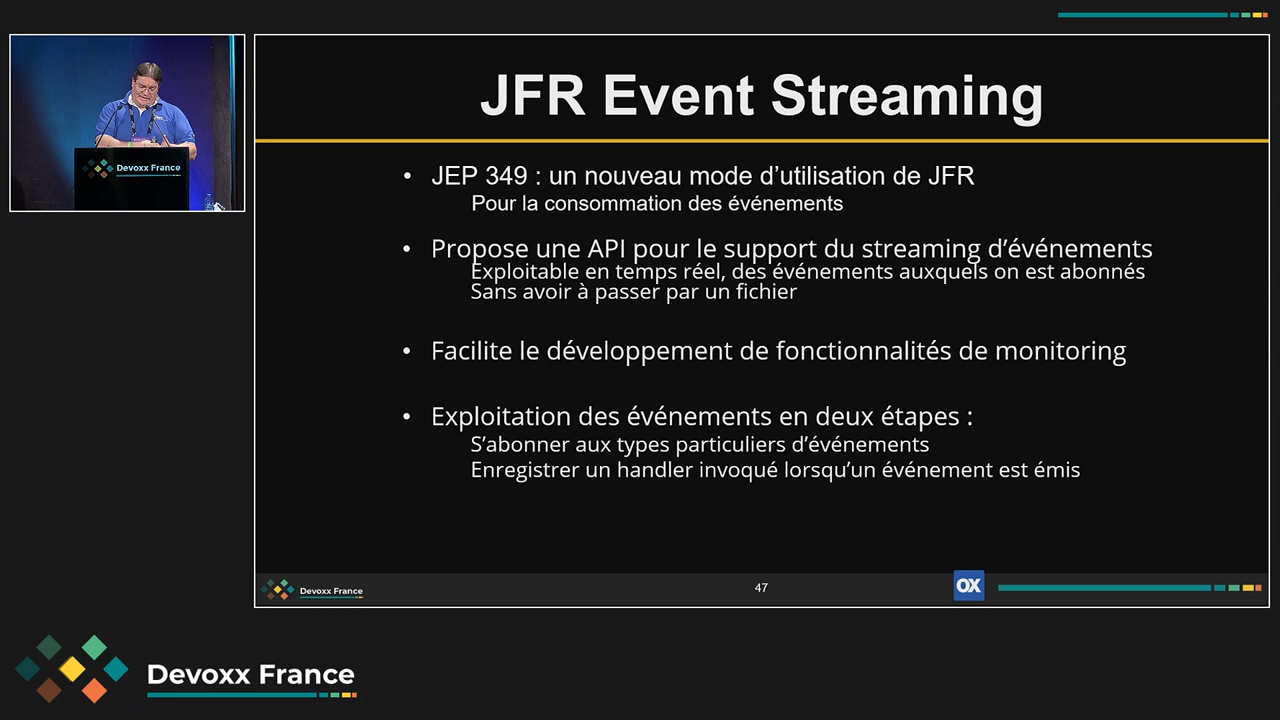 Devoxx France
JFR Event Streaming
• JEP 349 : un nouveau mode d’utilisation de JFR
Pour la consommation des événements
• Propose une API pour le support du streaming d’événements
Exploitable en temps réel, des événements auxquels on est abonnés
Sans avoir à passer par un fichier
• Facilite le développement de fonctionnalités de monitoring
• Exploitation des événements en deux étapes :
S’abonner aux types particuliers d’événements
Enregistrer un handler invoqué lorsqu’un événement est émis
Devoxx France
47
OX
Devoxx France